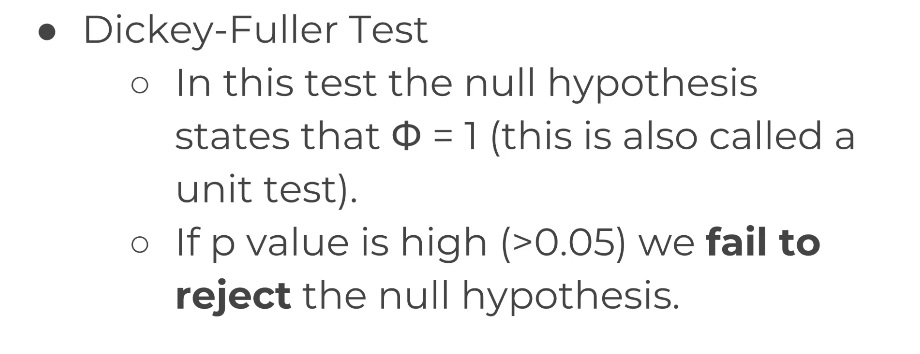 ● Dickey-Fuller Test
○ In this test the null hypothesis
states that Φ = 1 (this is also called a
unit test).
○ If p value is high (>0.05) we fail to
reject the null hypothesis.